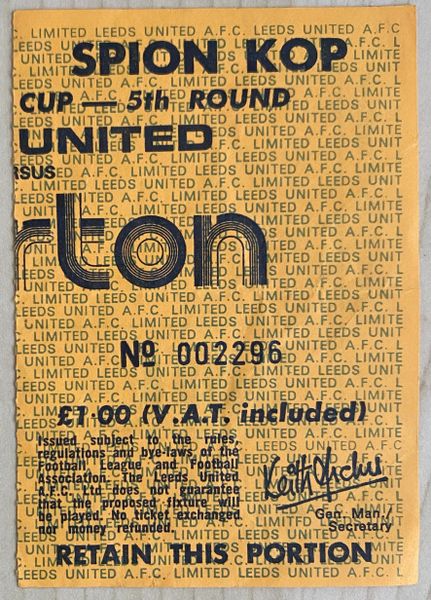 SPION KOP
CUP — 5th ROUND
UNITED
RSUS
rton
No 002296
£1·00 (V.A.T. included)
Issued subject to the rules,
regulations and bye-laws of the
Football League and Football
Association. The Leeds United
A.F.C. Ltd does not guarantee
that the proposed fixture will
be played. No ticket exchanged
nor money refunded.
Keith Archer
Gen. Man./
Secretary
RETAIN THIS PORTION